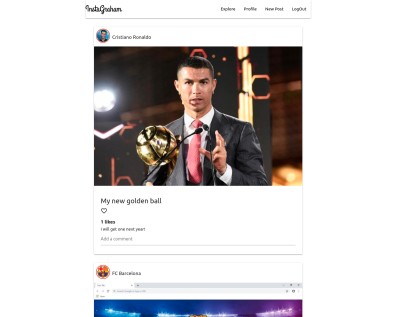 InstaGraham
Explore Profile New Post LogOut
Cristiano Ronaldo
My new golden ball
1 likes
I will get one next year!
Add a comment
FC Barcelona